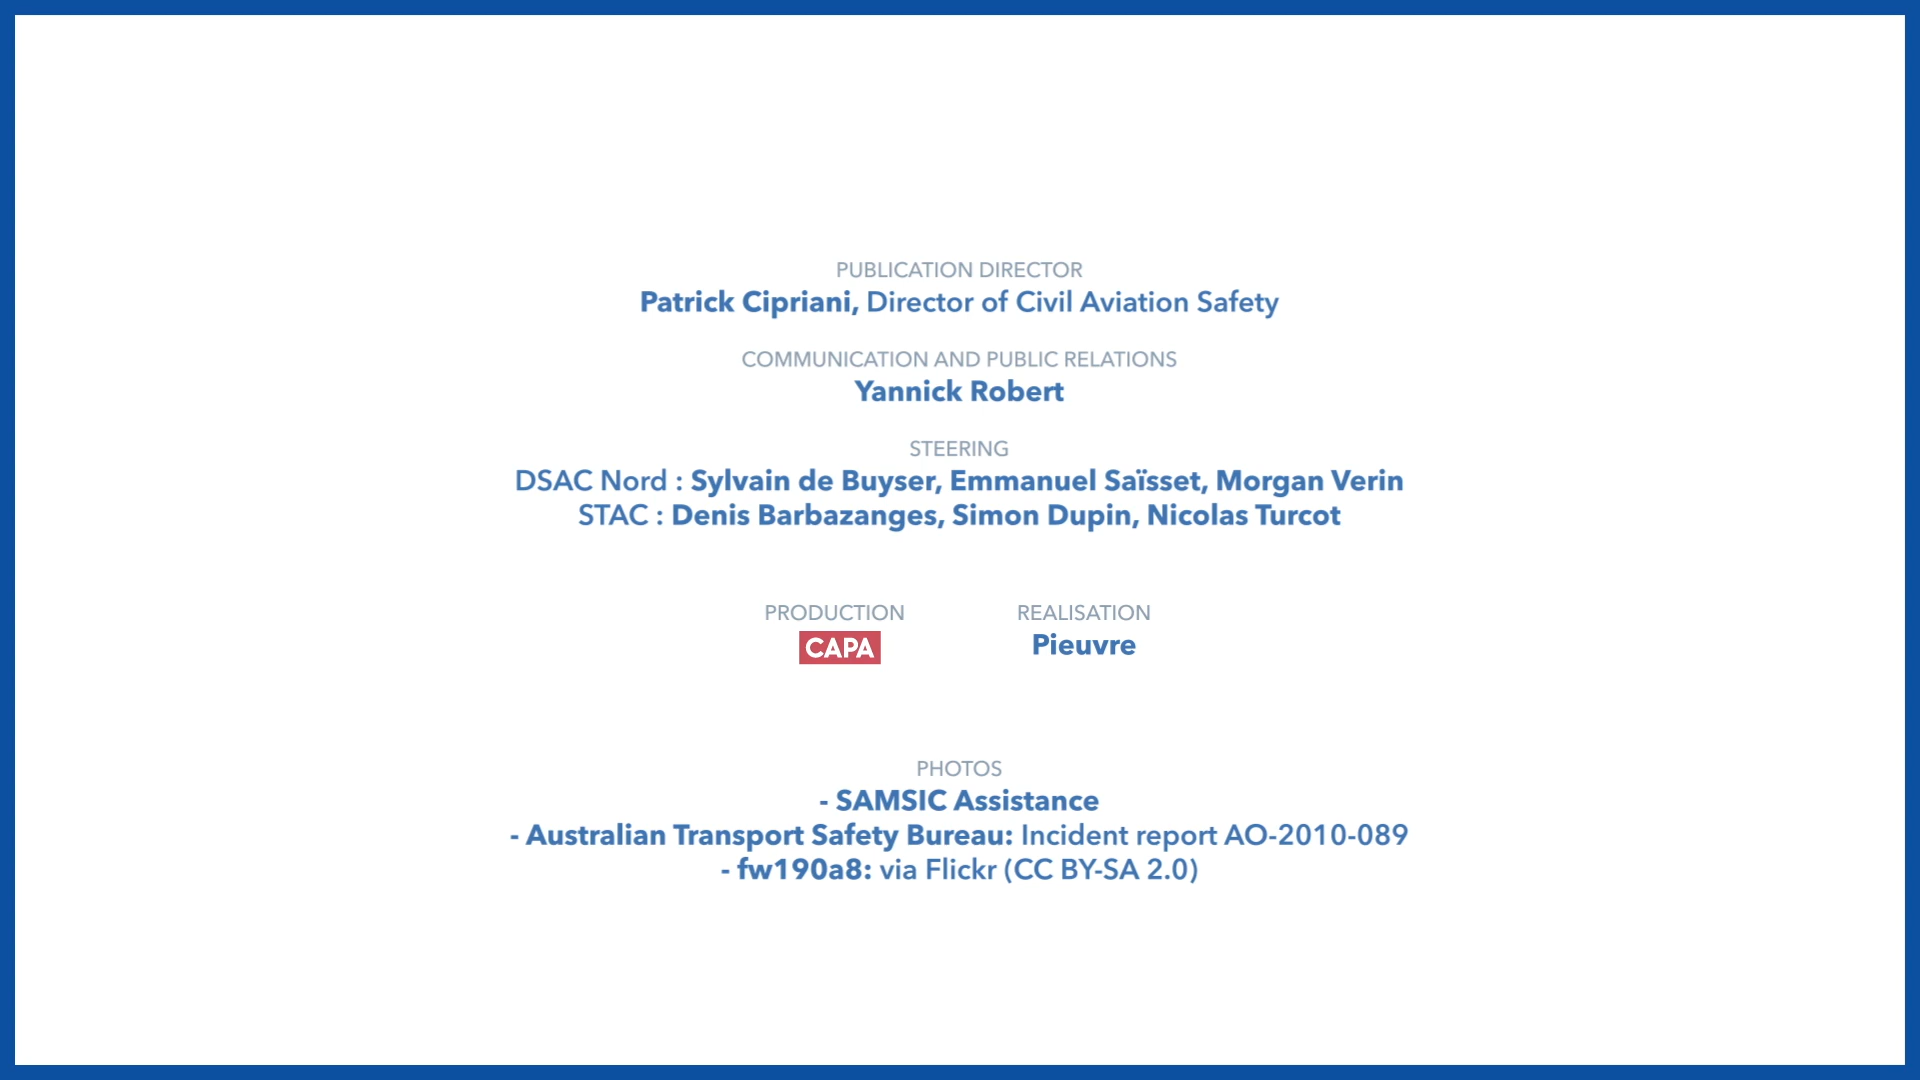 PUBLICATION DIRECTOR
Patrick Cipriani, Director of Civil Aviation Safety
COMMUNICATION AND PUBLIC RELATIONS
Yannick Robert
STEERING
DSAC Nord : Sylvain de Buyser, Emmanuel Saïsset, Morgan Verin
STAC : Denis Barbazanges, Simon Dupin, Nicolas Turcot
PRODUCTION
CAPA
REALISATION
Pieuvre
PHOTOS
- SAMSIC Assistance
- Australian Transport Safety Bureau: Incident report AO-2010-089
- fw190a8: via Flickr (CC BY-SA 2.0)